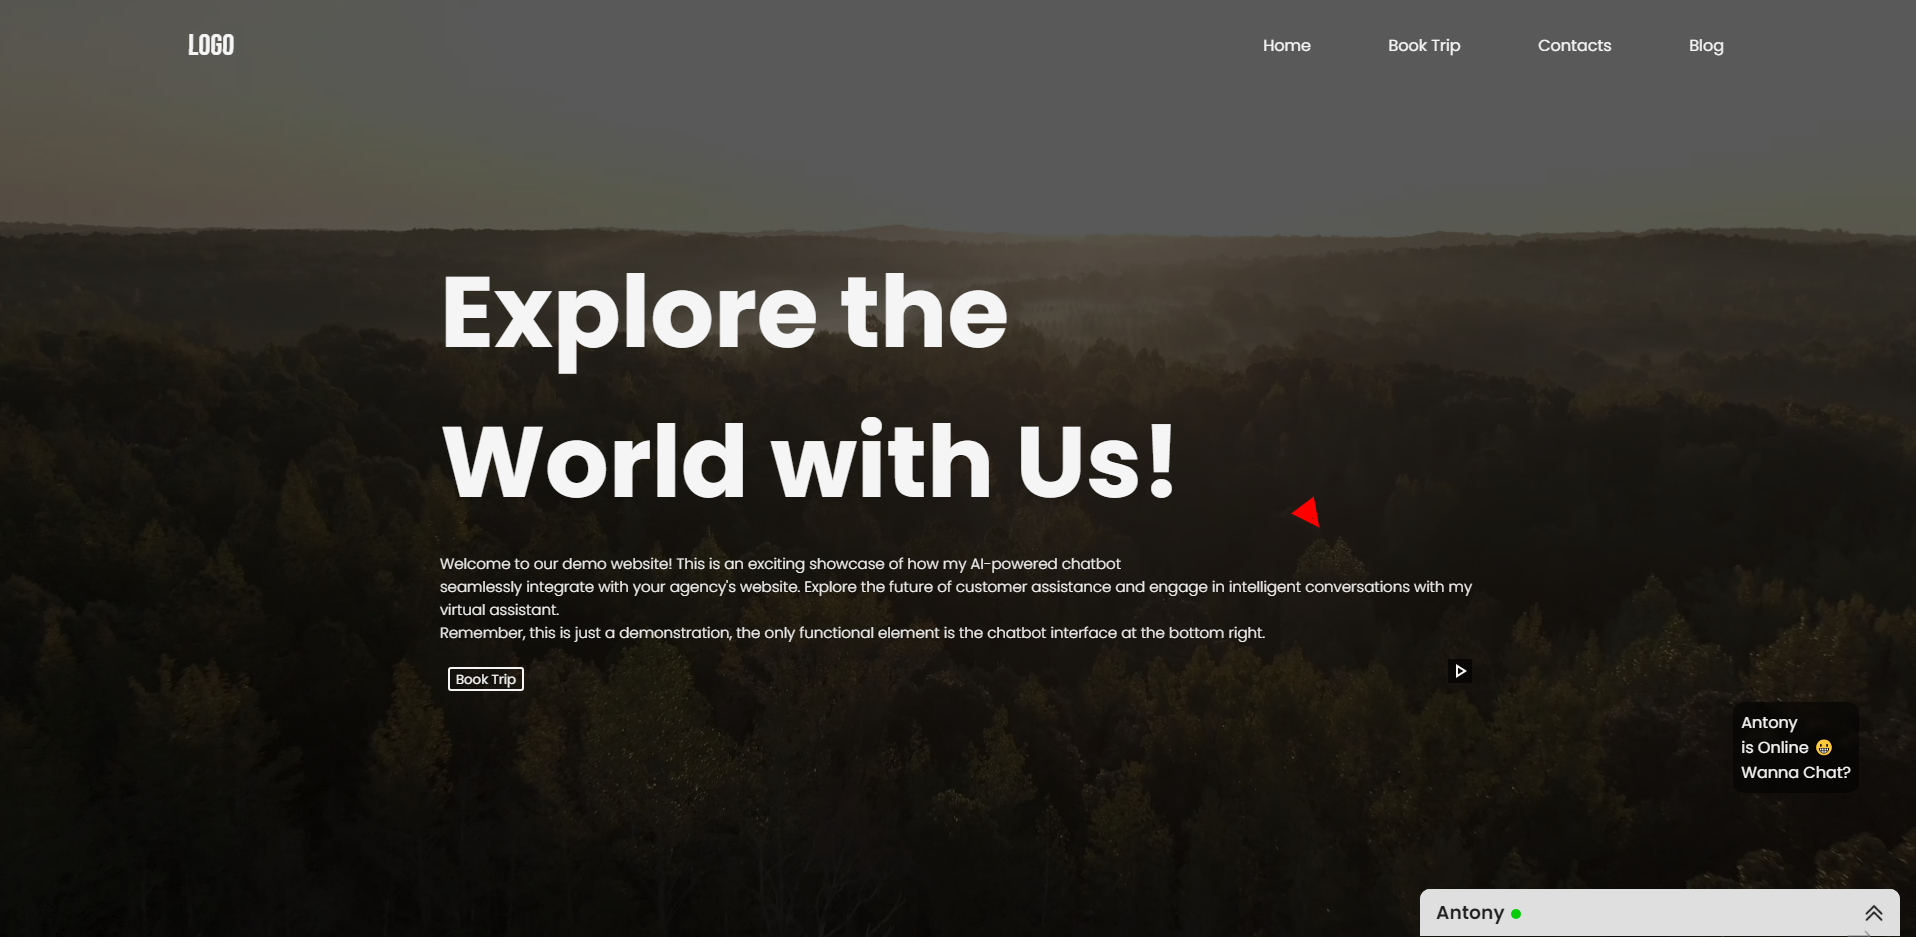 LOGO
Home
Book Trip
Contacts
Blog
Explore the
World with Us!
Welcome to our demo website! This is an exciting showcase of how my AI-powered chatbot
seamlessly integrate with your agency's website. Explore the future of customer assistance and engage in intelligent conversations with my
virtual assistant.
Remember, this is just a demonstration, the only functional element is the chatbot interface at the bottom right.
Book Trip
Antony
is Online 😀
Wanna Chat?
Antony